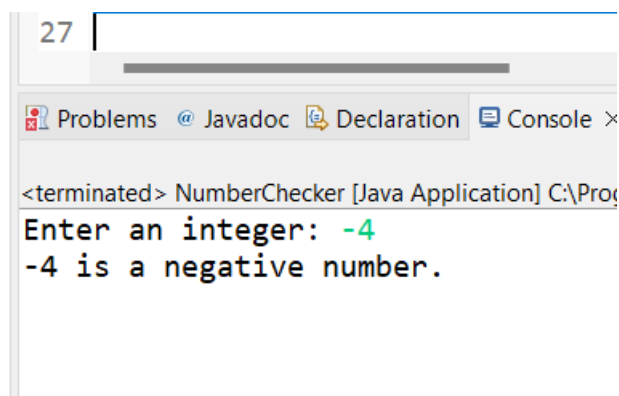 27
Problems @ Javadoc Declaration Console
<terminated> NumberChecker [Java Application] C:\Prog
Enter an integer: -4
-4 is a negative number.